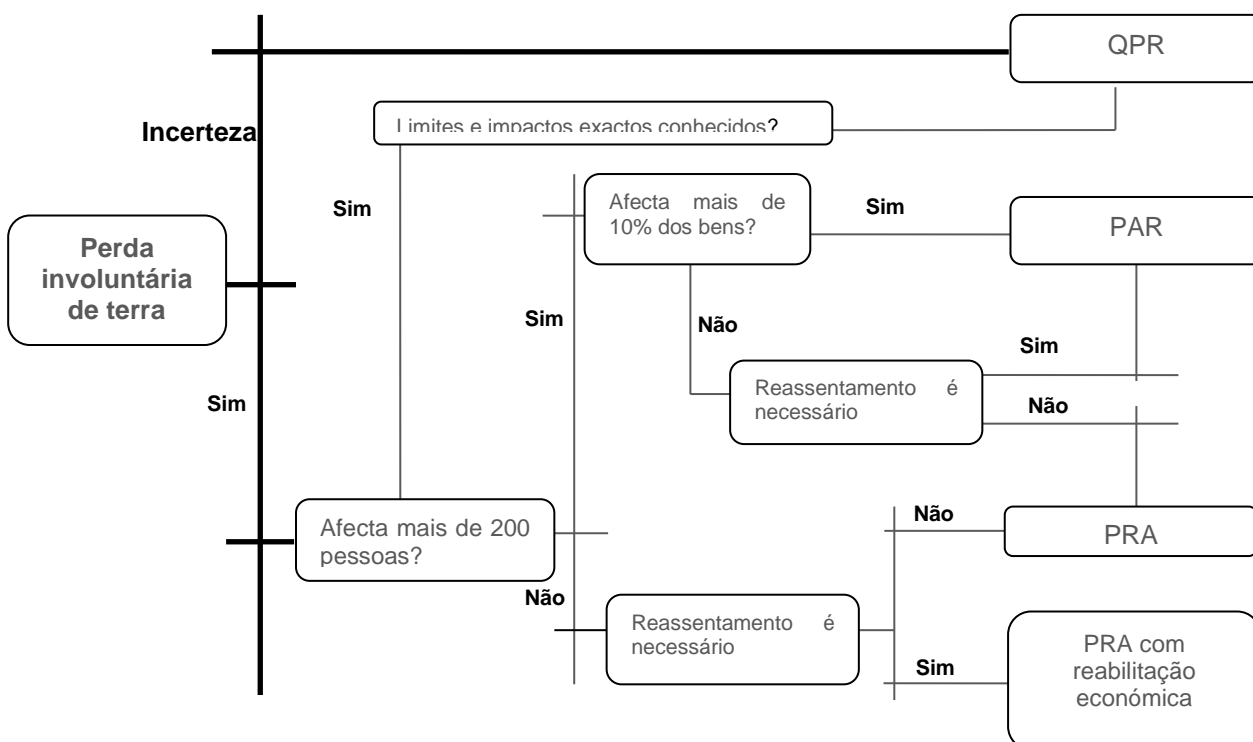 QPR
Limites e impactos exactos conhecidos?
Incerteza
Sim
Afecta mais de
10% dos bens?
Sim
PAR
Perda
involuntária
de terra
Sim
Não
Sim
Reassentamento é
necessário
Não
Sim
Afecta mais de 200
pessoas?
Não
PRA
Não
Reassentamento é
necessário
Sim
PRA com
reabilitação
económica